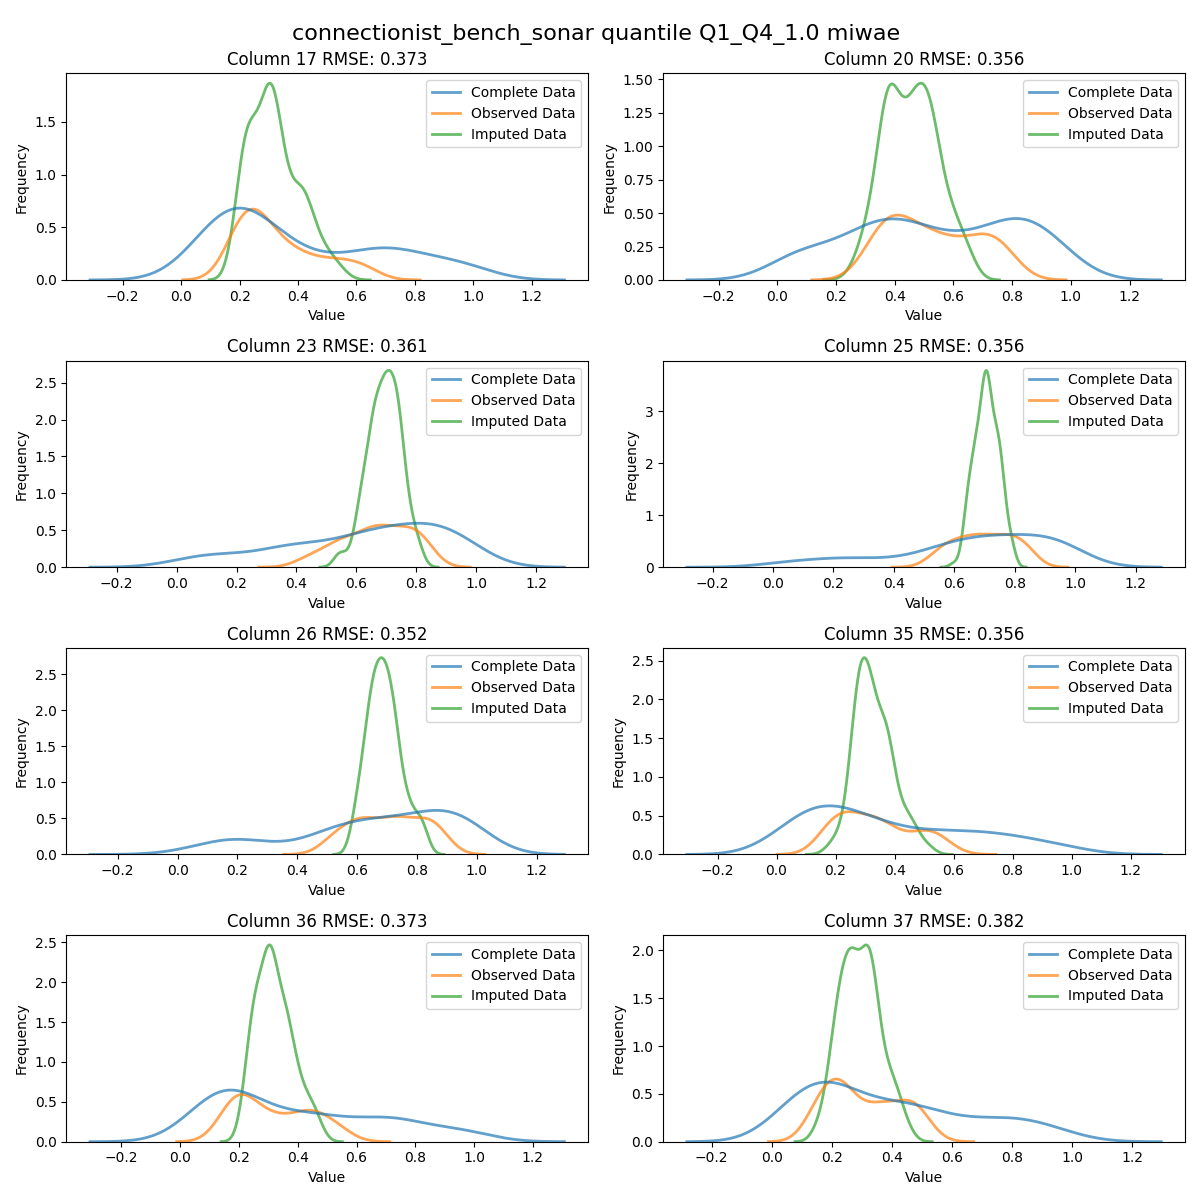 connectionist_bench_sonar quantile Q1_Q4_1.0 miwae
Column 17 RMSE: 0.373
Frequency
1.5
1.0
0.5
0.0
Complete Data
Observed Data
Imputed Data
−0.2 0.0 0.2 0.4 0.6 0.8 1.0 1.2
Value
Column 20 RMSE: 0.356
Frequency
1.50
1.25
1.00
0.75
0.50
0.25
0.00
Complete Data
Observed Data
Imputed Data
−0.2 0.0 0.2 0.4 0.6 0.8 1.0 1.2
Value
Column 23 RMSE: 0.361
Frequency
2.5
2.0
1.5
1.0
0.5
0.0
Complete Data
Observed Data
Imputed Data
−0.2 0.0 0.2 0.4 0.6 0.8 1.0 1.2
Value
Column 25 RMSE: 0.356
Frequency
3
2
1
0
Complete Data
Observed Data
Imputed Data
−0.2 0.0 0.2 0.4 0.6 0.8 1.0 1.2
Value
Column 26 RMSE: 0.352
Frequency
2.5
2.0
1.5
1.0
0.5
0.0
Complete Data
Observed Data
Imputed Data
−0.2 0.0 0.2 0.4 0.6 0.8 1.0 1.2
Value
Column 35 RMSE: 0.356
Frequency
2.5
2.0
1.5
1.0
0.5
0.0
Complete Data
Observed Data
Imputed Data
−0.2 0.0 0.2 0.4 0.6 0.8 1.0 1.2
Value
Column 36 RMSE: 0.373
Frequency
2.5
2.0
1.5
1.0
0.5
0.0
Complete Data
Observed Data
Imputed Data
−0.2 0.0 0.2 0.4 0.6 0.8 1.0 1.2
Value
Column 37 RMSE: 0.382
Frequency
2.0
1.5
1.0
0.5
0.0
Complete Data
Observed Data
Imputed Data
−0.2 0.0 0.2 0.4 0.6 0.8 1.0 1.2
Value